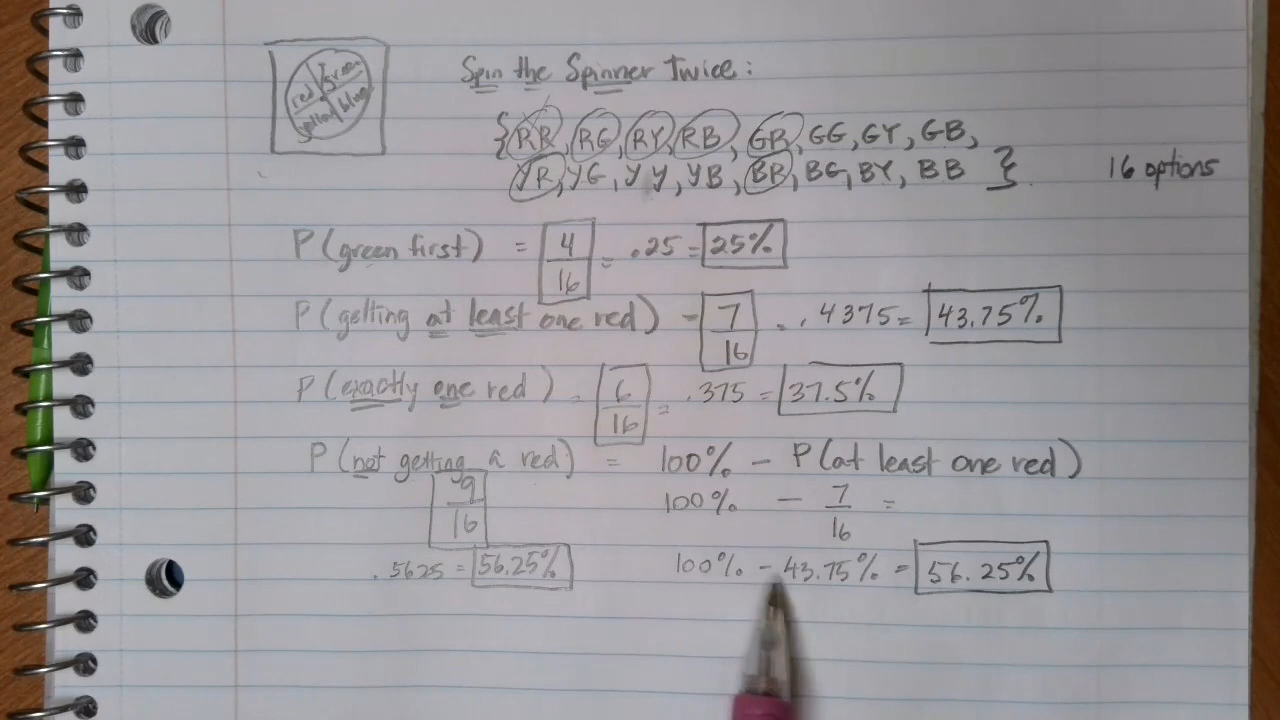 red green
yellow blue
Spin the Spinner Twice:
{RR, RG, RY, RB, GR, GG, GY, GB,
YR, YG, YY, YB, BR, BG, BY, BB }
16 options
P (green first) = 4/16 = .25 = 25%
P (getting at least one red) - 7/16 = .4375 = 43.75%
P (exactly one red) = 6/16 = .375 = 37.5%
P (not getting a red) = 100% - P(at least one red)
9/16 100% - 7/16 =
.5625 = 56.25% 100% - 43.75% = 56.25%